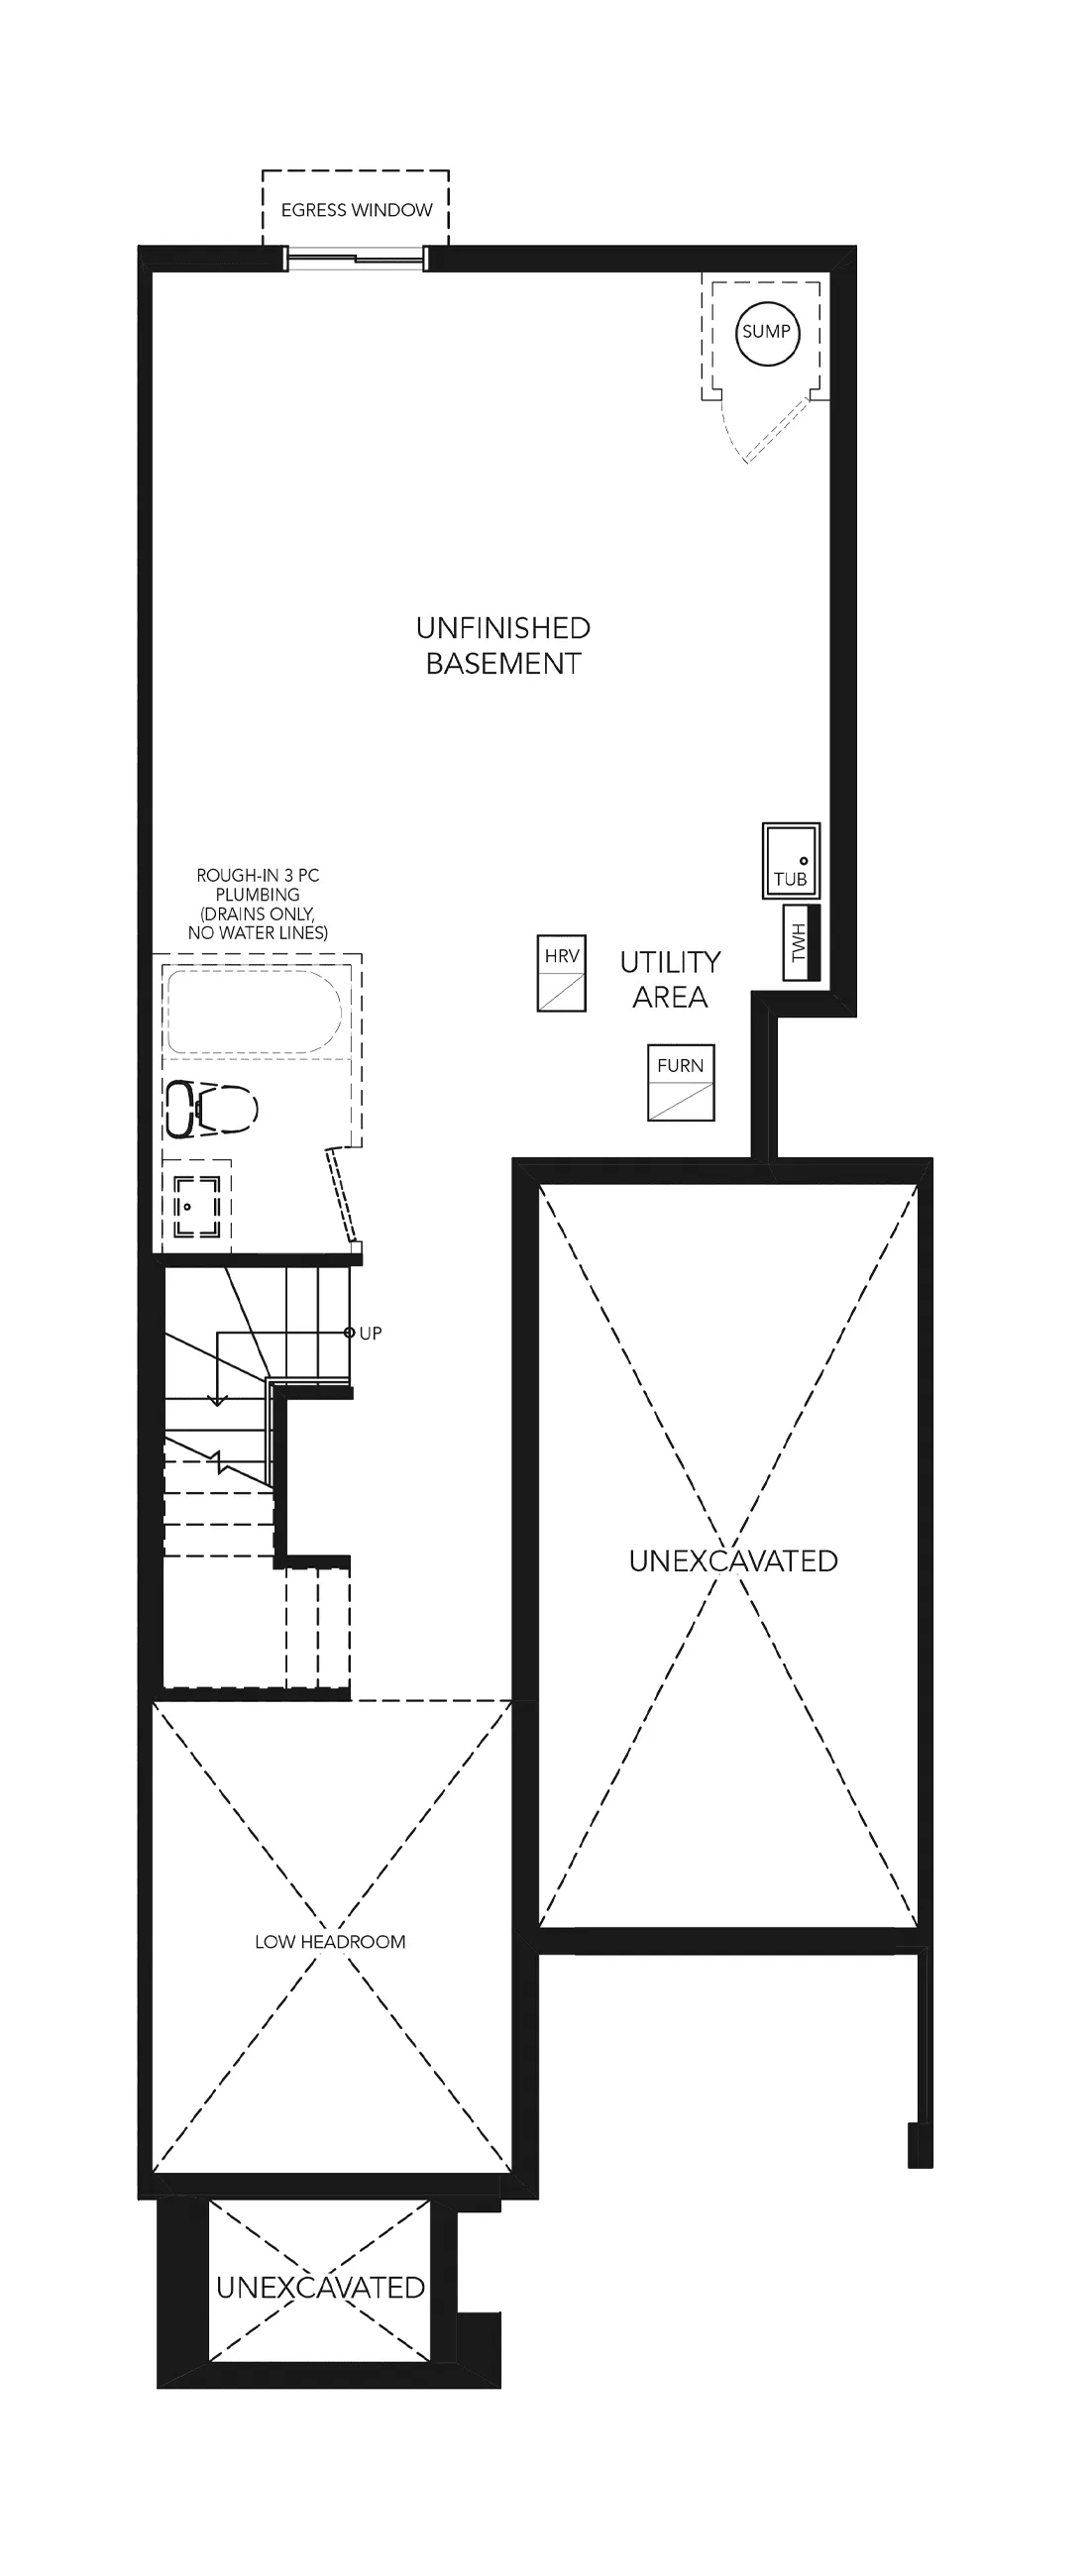 EGRESS WINDOW
SUMP
UNFINISHED
BASEMENT
ROUGH-IN 3 PC
PLUMBING
(DRAINS ONLY,
NO WATER LINES)
TUB
TWH
HRV
UTILITY
AREA
FURN
UP
UNEXCAVATED
LOW HEADROOM
UNEXCAVATED